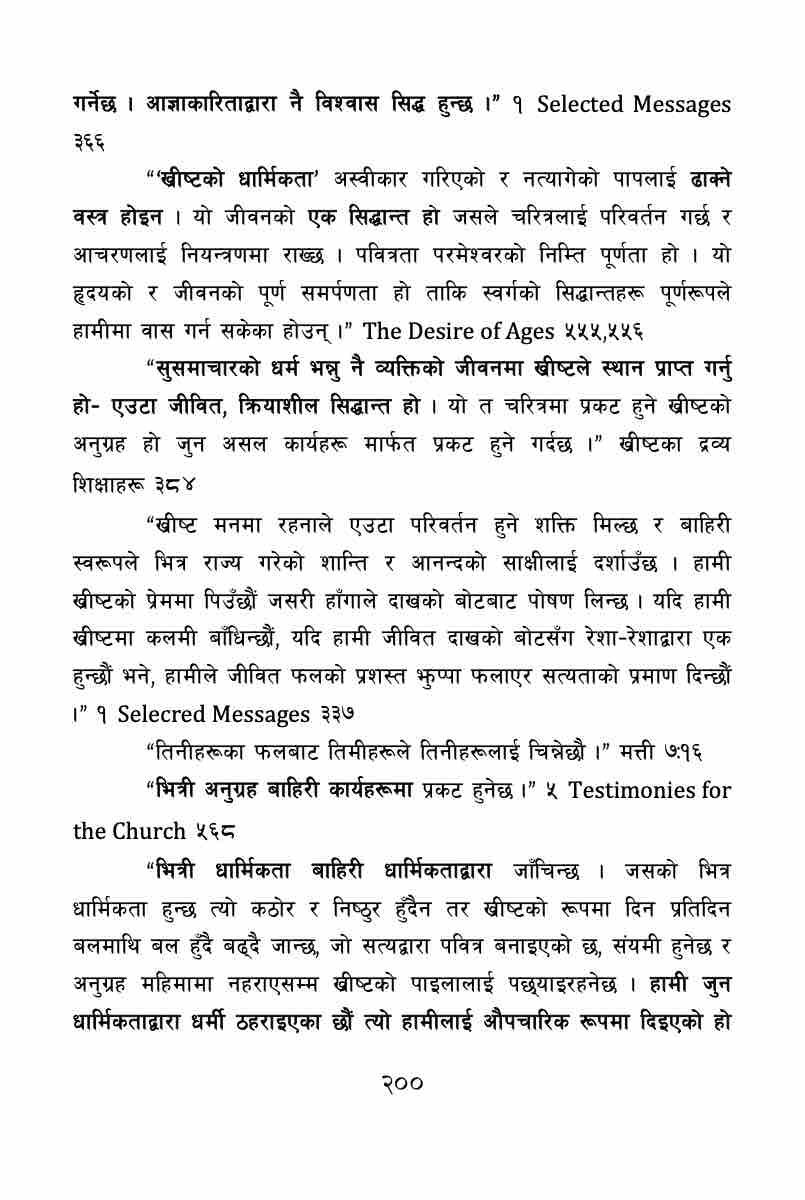 गर्नेछ । आज्ञाकारिताद्वारा नै विश्वास सिद्ध हुन्छ ।” १ Selected Messages
३६६
“‘ख्रीष्टको धार्मिकता’ अस्वीकार गरिएको र नत्यागेको पापलाई ढाक्ने
वस्त्र होइन । यो जीवनको एक सिद्धान्त हो जसले चरित्रलाई परिवर्तन गर्छ र
आचरणलाई नियन्त्रणमा राख्छ । पवित्रता परमेश्वरको निम्ति पूर्णता हो । यो
हृदयको र जीवनको पूर्ण समर्पणता हो ताकि स्वर्गको सिद्धान्तहरू पूर्णरूपले
हामीमा वास गर्न सकेका होउन् ।” The Desire of Ages ५५५,५५६
“सुसमाचारको धर्म भन्नु नै व्यक्तिको जीवनमा ख्रीष्टले स्थान प्राप्त गर्नु
हो- एउटा जीवित, क्रियाशील सिद्धान्त हो । यो त चरित्रमा प्रकट हुने ख्रीष्टको
अनुग्रह हो जुन असल कार्यहरू मार्फत प्रकट हुने गर्दछ ।” ख्रीष्टका द्रव्य
शिक्षाहरू ३८४
“ख्रीष्ट मनमा रहनाले एउटा परिवर्तन हुने शक्ति मिल्छ र बाहिरी
स्वरूपले भित्र राज्य गरेको शान्ति र आनन्दको साक्षीलाई दर्शाउँछ । हामी
ख्रीष्टको प्रेममा पिउँछौं जसरी हाँगाले दाखको बोटबाट पोषण लिन्छ । यदि हामी
ख्रीष्टमा कलमी बाँधिन्छौं, यदि हामी जीवित दाखको बोटसँग रेशा-रेशाद्वारा एक
हुन्छौं भने, हामीले जीवित फलको प्रशस्त झुप्पा फलाएर सत्यताको प्रमाण दिन्छौं
।” १ Selecred Messages ३३७
“तिनीहरूका फलबाट तिमीहरूले तिनीहरूलाई चिन्नेछौ ।” मत्ती ७:१६
“भित्री अनुग्रह बाहिरी कार्यहरूमा प्रकट हुनेछ ।” ५ Testimonies for
the Church ५६८
“भित्री धार्मिकता बाहिरी धार्मिकताद्वारा जाँचिन्छ । जसको भित्र
धार्मिकता हुन्छ त्यो कठोर र निष्ठुर हुँदैन तर ख्रीष्टको रूपमा दिन प्रतिदिन
बलमाथि बल हुँदै बढ्दै जान्छ, जो सत्यद्वारा पवित्र बनाइएको छ, संयमी हुनेछ र
अनुग्रह महिमामा नहराएसम्म ख्रीष्टको पाइलालाई पछ्याइरहनेछ । हामी जुन
धार्मिकताद्वारा धर्मी ठहराइएका छौं त्यो हामीलाई औपचारिक रूपमा दिइएको हो
२००